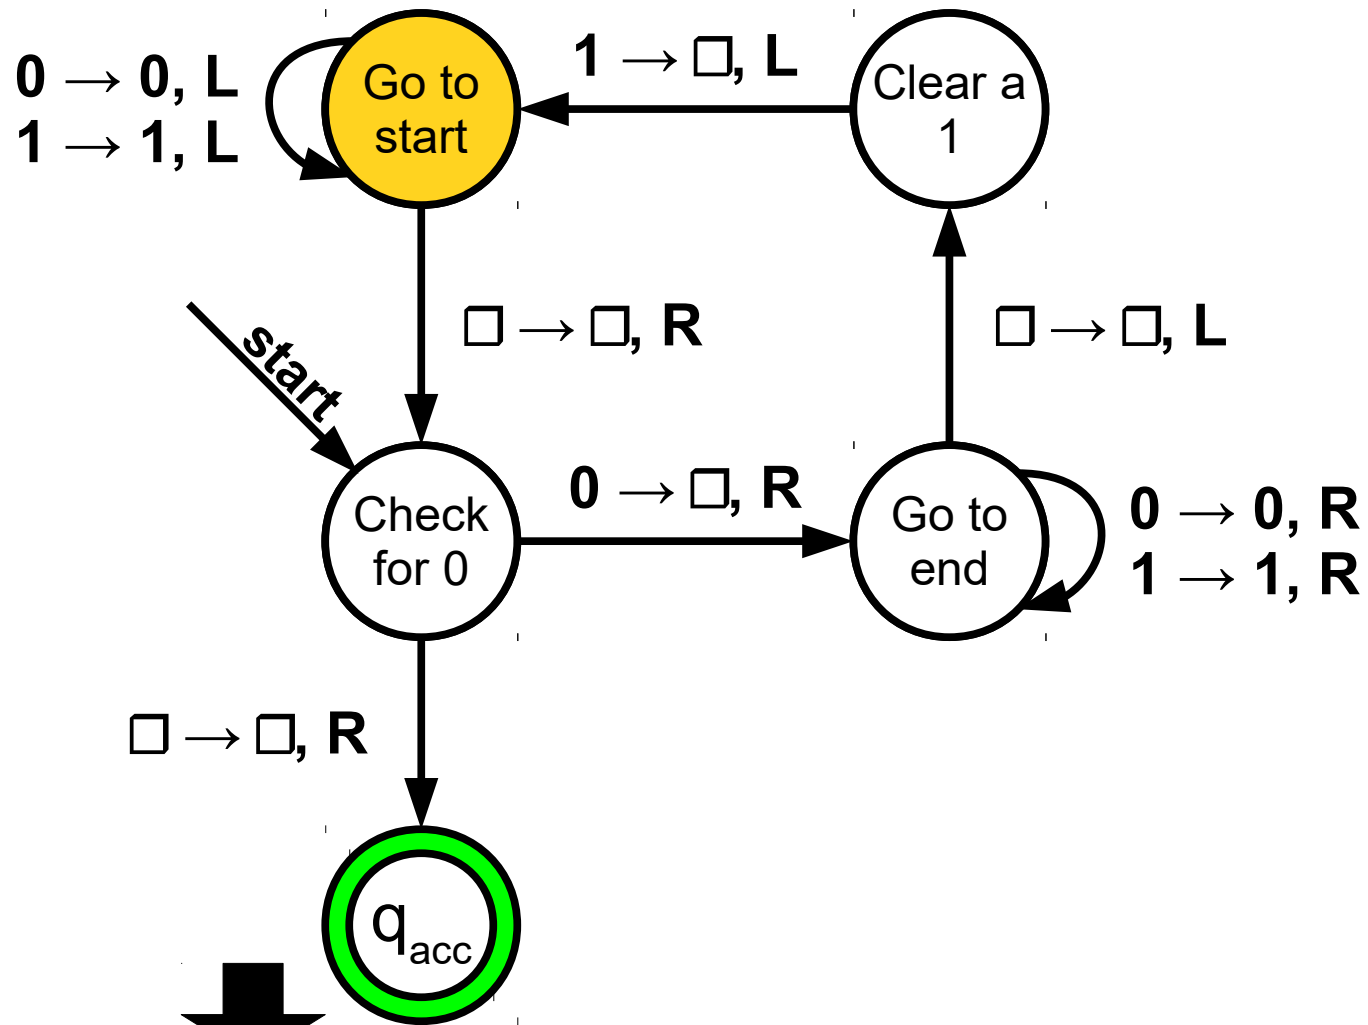 0 → 0, L
1 → 1, L
Go to
start
1 → □, L
Clear a
1
□ → □, R
□ → □, L
start
Check
for 0
0 → □, R
Go to
end
0 → 0, R
1 → 1, R
□ → □, R
qacc